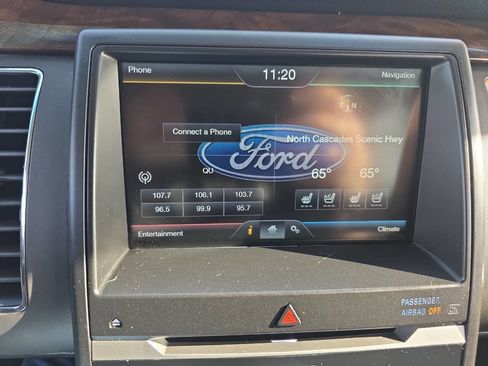 Phone
11:20
Navigation
E N
Connect a Phone
North Cascades Scenic Hwy
Ford
QU
65° 65°
107.7 106.1 103.7
96.5 99.9 95.7
A/C A/C
Entertainment
i
Climate
PASSENGER
AIRBAG OFF